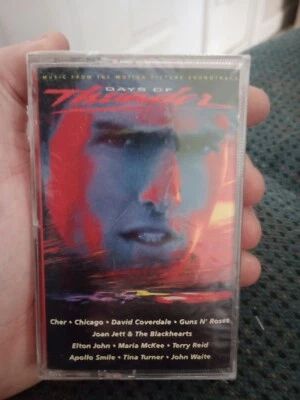 MUSIC FROM THE MOTION PICTURE SOUNDTRACK
DAYS OF
Thunder
Cher • Chicago • David Coverdale • Guns N' Roses
Joan Jett & The Blackhearts
Elton John • Maria McKee • Terry Reid
Apollo Smile • Tina Turner • John Waite